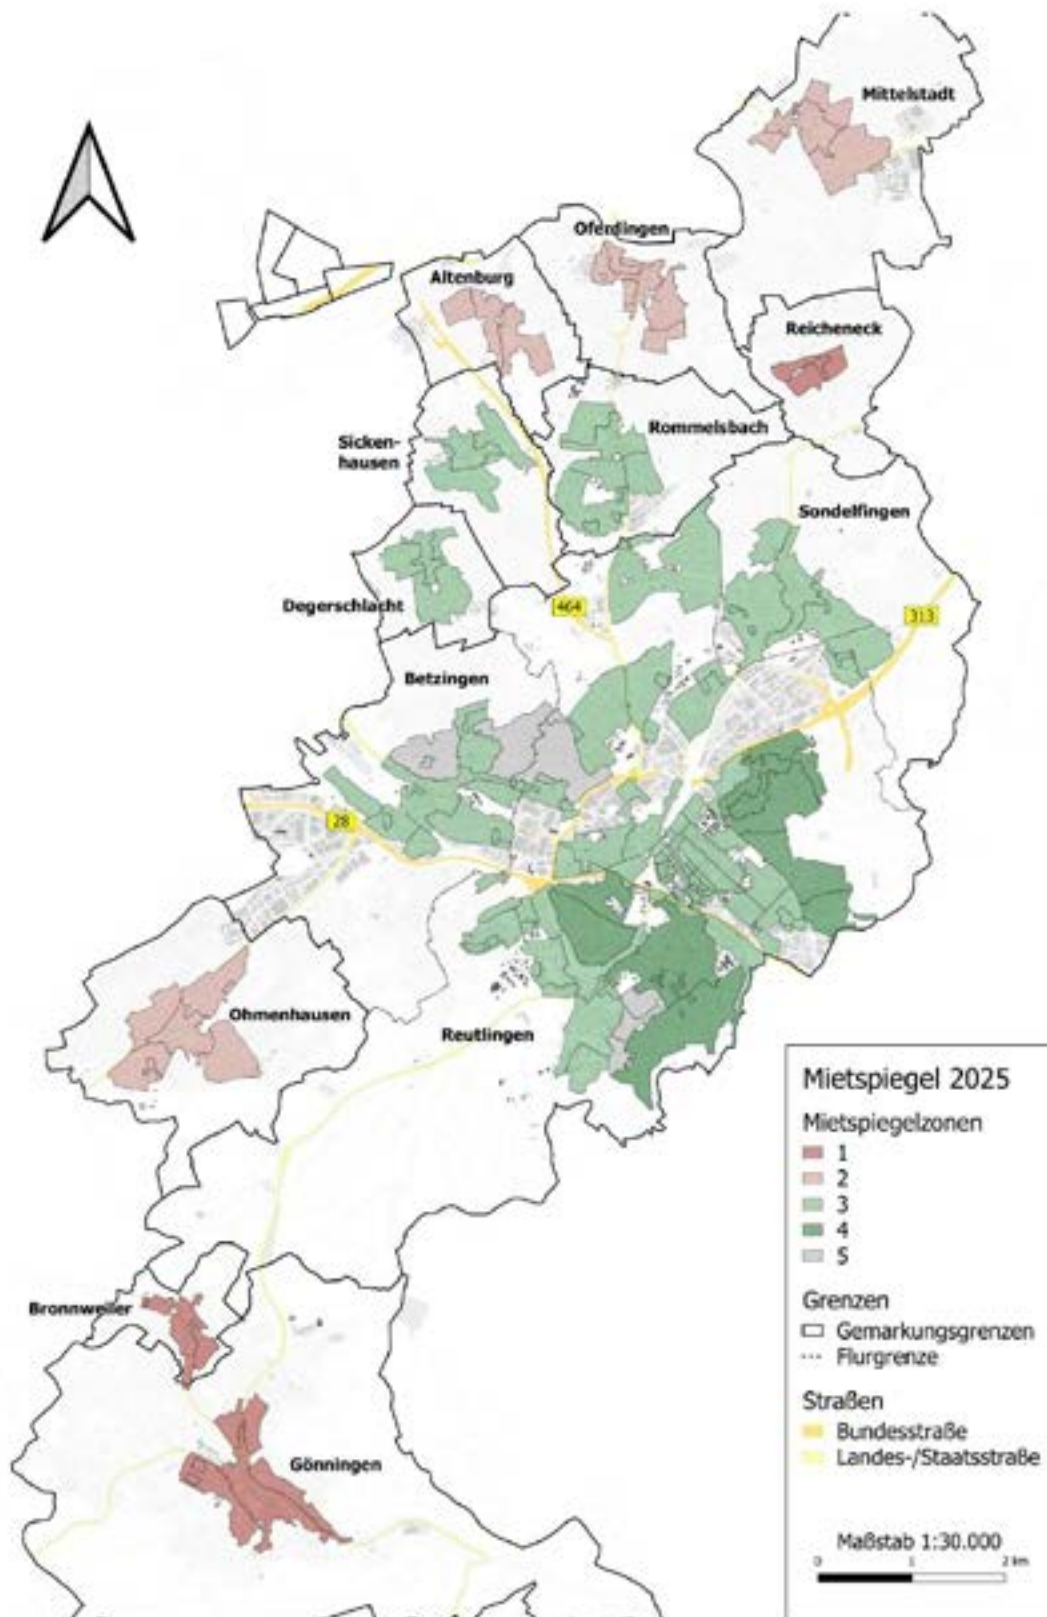 Mittelstadt
Oferdingen
Altenburg
Reicheneck
Rommelsbach
Sicken-
hausen
Sondelfingen
Degerschlacht
464
313
Betzingen
28
Ohmenhausen
Reutlingen
Bronnweiler
Gönningen
Mietspiegel 2025
Mietspiegelzonen
1
2
3
4
5
Grenzen
Gemarkungsgrenzen
Flurgrenze
Straßen
Bundesstraße
Landes-/Staatsstraße
Maßstab 1:30.000
0 1 2 km